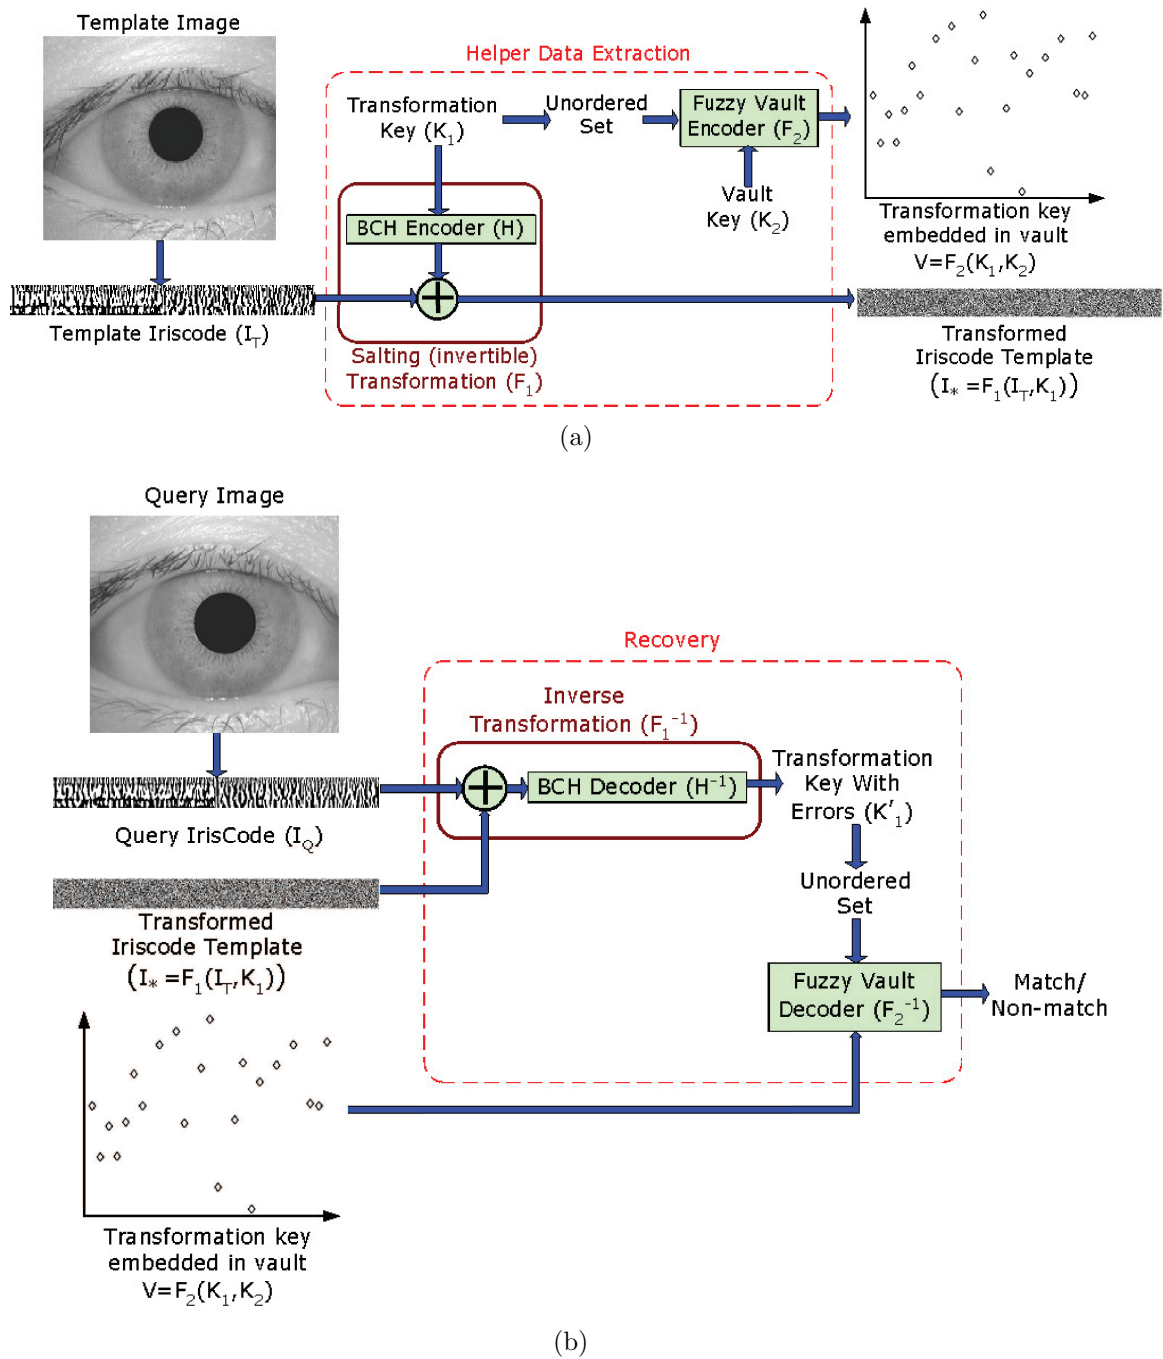 Template Image
Helper Data Extraction
Transformation
Key (K1)
Unordered
Set
Fuzzy Vault
Encoder (F2)
Vault
Key (K2)
BCH Encoder (H)
Transformation key
embedded in vault
V=F2(K1,K2)
Template Iriscode (IT)
Salting (invertible)
Transformation (F1)
Transformed
Iriscode Template
(I* =F1(IT,K1))
(a)
Query Image
Recovery
Inverse
Transformation (F1⁻¹)
BCH Decoder (H⁻¹)
Transformation
Key With
Errors (K′1)
Query IrisCode (IQ)
Unordered
Set
Transformed
Iriscode Template
(I* =F1(IT,K1))
Fuzzy Vault
Decoder (F2⁻¹)
Match/
Non-match
Transformation key
embedded in vault
V=F2(K1,K2)
(b)